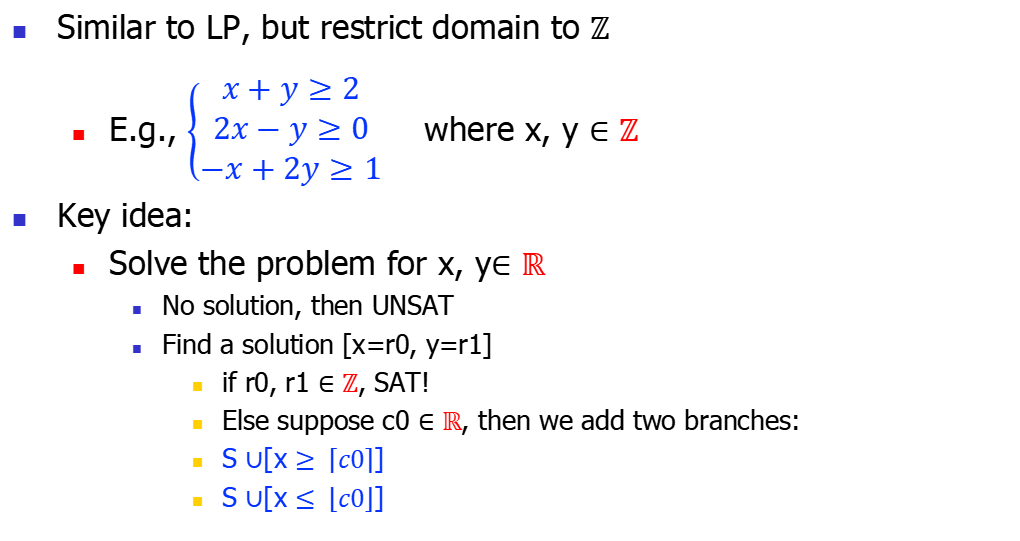 Similar to LP, but restrict domain to ℤ
x + y ≥ 2
E.g., { 2x − y ≥ 0 where x, y ∈ ℤ
−x + 2y ≥ 1
Key idea:
Solve the problem for x, y∈ ℝ
No solution, then UNSAT
Find a solution [x=r0, y=r1]
if r0, r1 ∈ ℤ, SAT!
Else suppose c0 ∈ ℝ, then we add two branches:
S ∪[x ≥ ⌈c0⌉]
S ∪[x ≤ ⌊c0⌋]